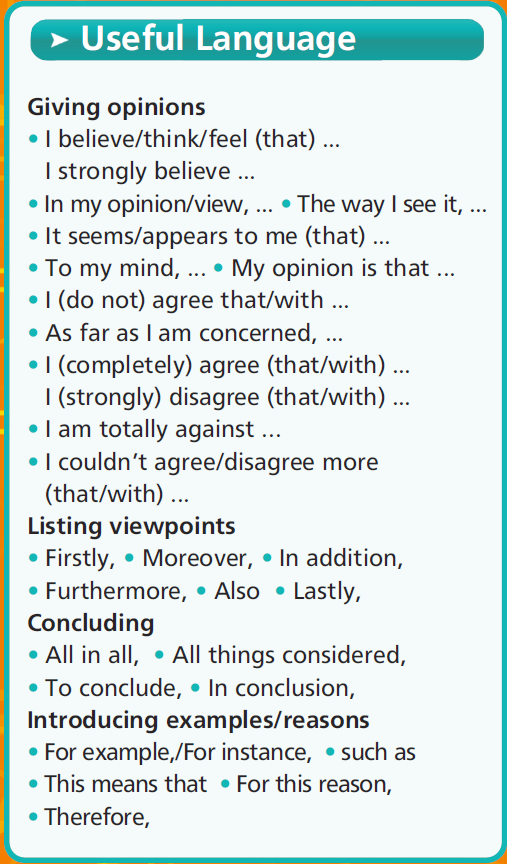 ➤ Useful Language
Giving opinions
• I believe/think/feel (that) ...
I strongly believe ...
• In my opinion/view, ... • The way I see it, ...
• It seems/appears to me (that) ...
• To my mind, ... • My opinion is that ...
• I (do not) agree that/with ...
• As far as I am concerned, ...
• I (completely) agree (that/with) ...
I (strongly) disagree (that/with) ...
• I am totally against ...
• I couldn't agree/disagree more
(that/with) ...
Listing viewpoints
• Firstly, • Moreover, • In addition,
• Furthermore, • Also • Lastly,
Concluding
• All in all, • All things considered,
• To conclude, • In conclusion,
Introducing examples/reasons
• For example,/For instance, • such as
• This means that • For this reason,
• Therefore,